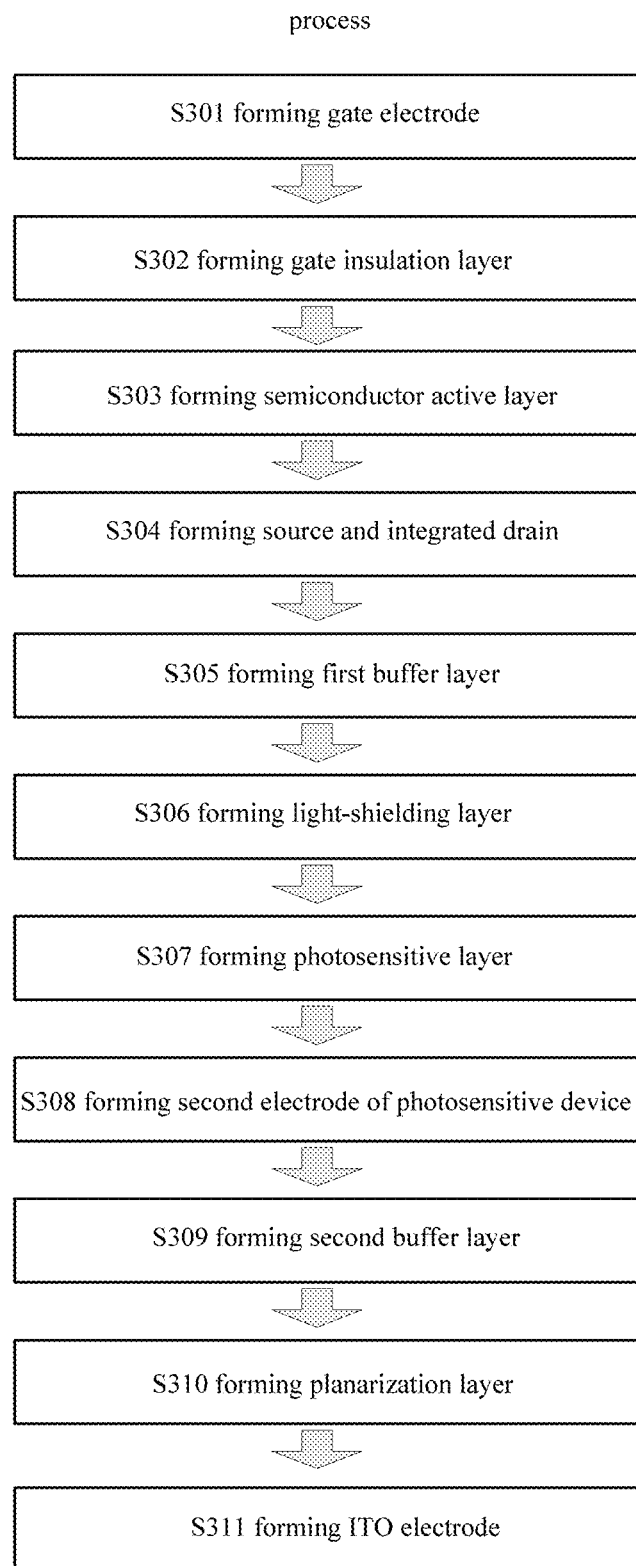 process
S301 forming gate electrode
S302 forming gate insulation layer
S303 forming semiconductor active layer
S304 forming source and integrated drain
S305 forming first buffer layer
S306 forming light-shielding layer
S307 forming photosensitive layer
S308 forming second electrode of photosensitive device
S309 forming second buffer layer
S310 forming planarization layer
S311 forming ITO electrode